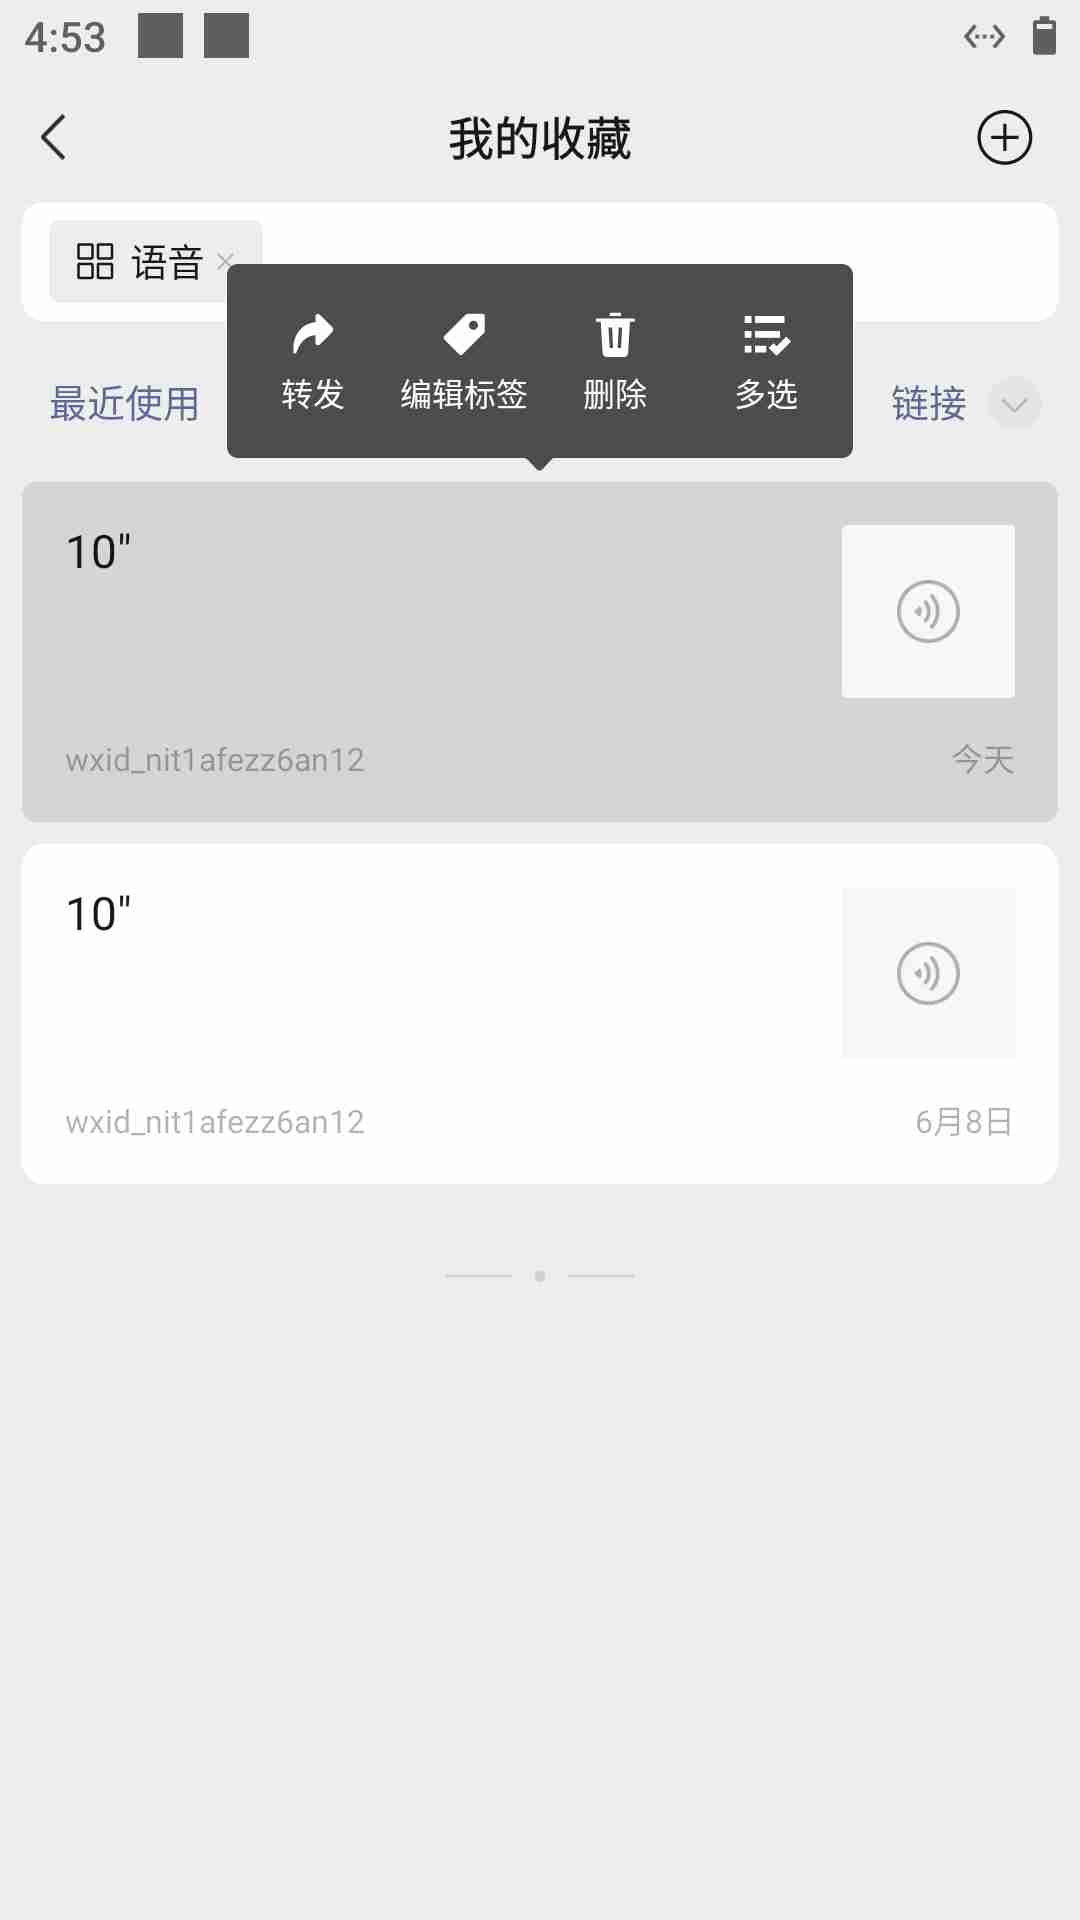 4:53
我的收藏
语音
转发 编辑标签 删除 多选
最近使用 链接
10"
wxid_nit1afezz6an12 今天
10"
wxid_nit1afezz6an12 6月8日